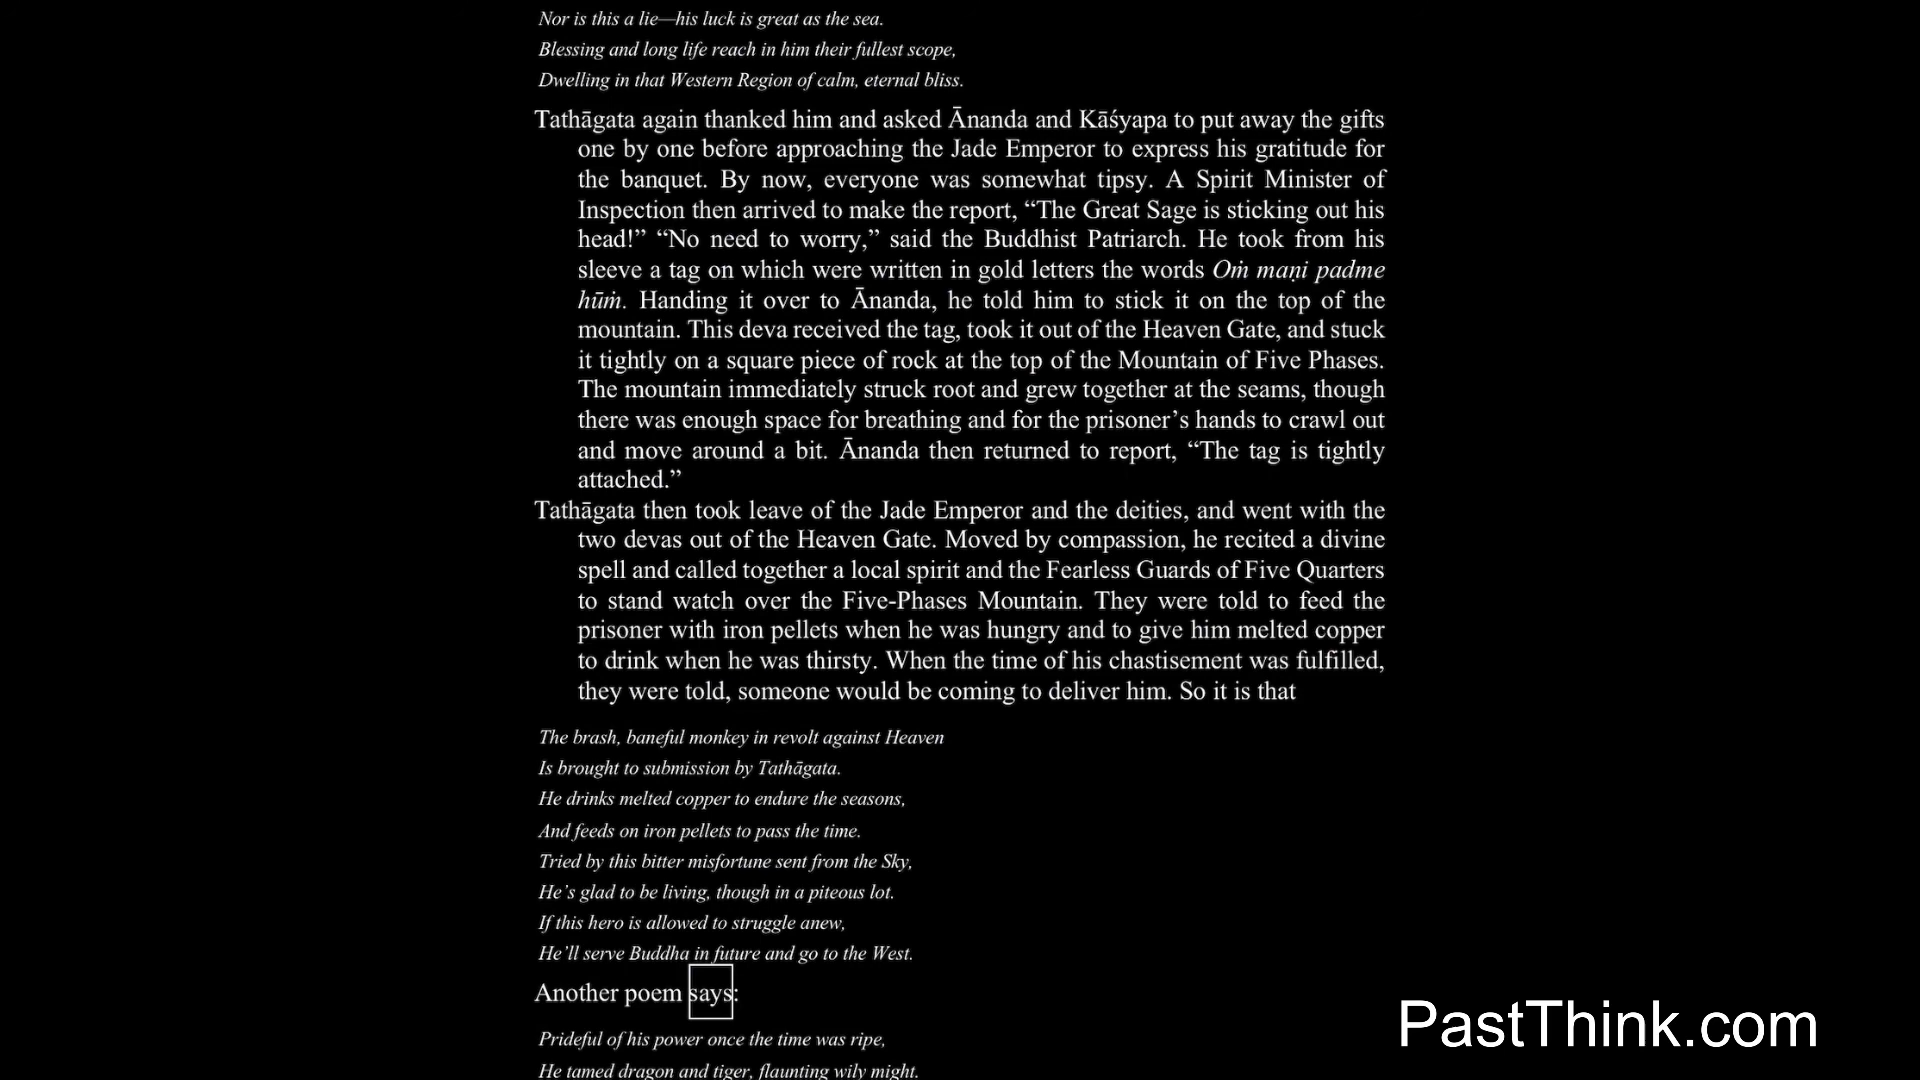 Nor is this a lie—his luck is great as the sea.
Blessing and long life reach in him their fullest scope,
Dwelling in that Western Region of calm, eternal bliss.
Tathāgata again thanked him and asked Ānanda and Kāśyapa to put away the gifts
one by one before approaching the Jade Emperor to express his gratitude for
the banquet. By now, everyone was somewhat tipsy. A Spirit Minister of
Inspection then arrived to make the report, “The Great Sage is sticking out his
head!” “No need to worry,” said the Buddhist Patriarch. He took from his
sleeve a tag on which were written in gold letters the words Oṁ maṇi padme
hūṁ. Handing it over to Ānanda, he told him to stick it on the top of the
mountain. This deva received the tag, took it out of the Heaven Gate, and stuck
it tightly on a square piece of rock at the top of the Mountain of Five Phases.
The mountain immediately struck root and grew together at the seams, though
there was enough space for breathing and for the prisoner’s hands to crawl out
and move around a bit. Ānanda then returned to report, “The tag is tightly
attached.”
Tathāgata then took leave of the Jade Emperor and the deities, and went with the
two devas out of the Heaven Gate. Moved by compassion, he recited a divine
spell and called together a local spirit and the Fearless Guards of Five Quarters
to stand watch over the Five-Phases Mountain. They were told to feed the
prisoner with iron pellets when he was hungry and to give him melted copper
to drink when he was thirsty. When the time of his chastisement was fulfilled,
they were told, someone would be coming to deliver him. So it is that
The brash, baneful monkey in revolt against Heaven
Is brought to submission by Tathāgata.
He drinks melted copper to endure the seasons,
And feeds on iron pellets to pass the time.
Tried by this bitter misfortune sent from the Sky,
He’s glad to be living, though in a piteous lot.
If this hero is allowed to struggle anew,
He’ll serve Buddha in future and go to the West.
Another poem says:
Prideful of his power once the time was ripe,
He tamed dragon and tiger, flaunting wily might.
PastThink.com